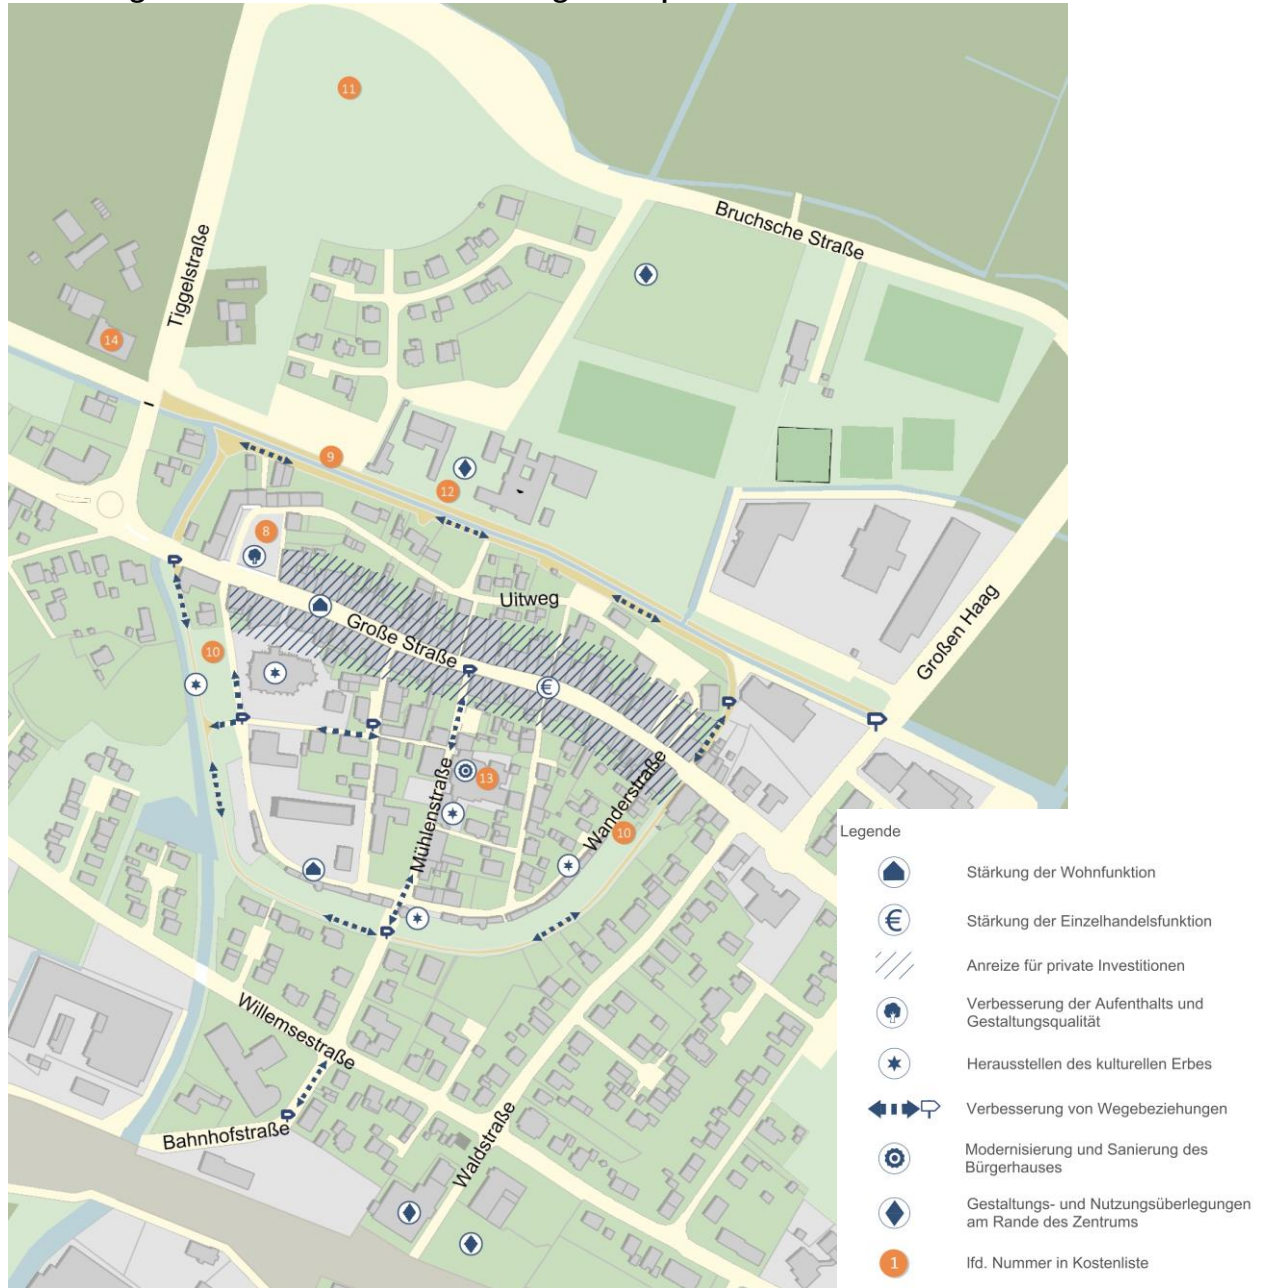 11
Bruchsche Straße
Tiggelstraße
14
9
12
8
Uitweg
Große Straße
Großen Haag
10
€
13
Mühlenstraße
Wanderstraße
10
Willemsestraße
Bahnhofstraße
Waldstraße
Legende
Stärkung der Wohnfunktion
€ Stärkung der Einzelhandelsfunktion
Anreize für private Investitionen
Verbesserung der Aufenthalts und
Gestaltungsqualität
Herausstellen des kulturellen Erbes
Verbesserung von Wegebeziehungen
Modernisierung und Sanierung des
Bürgerhauses
Gestaltungs- und Nutzungsüberlegungen
am Rande des Zentrums
1 lfd. Nummer in Kostenliste